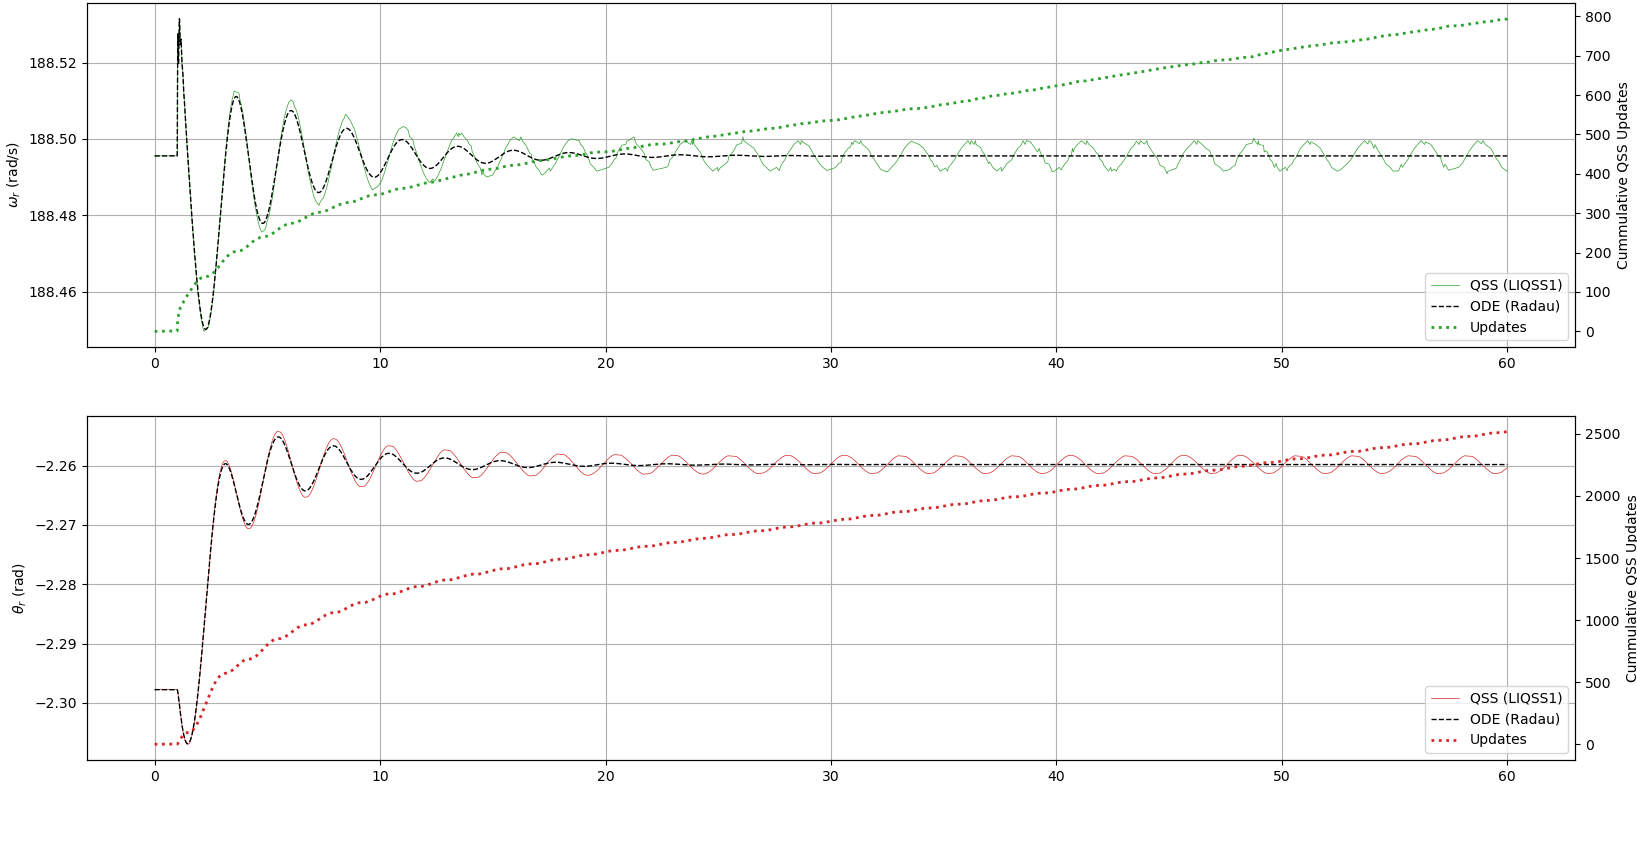 188.52
188.50
188.48
188.46
ω_r (rad/s)
800
700
600
500
400
300
200
100
0
Cummulative QSS Updates
QSS (LIQSS1)
ODE (Radau)
Updates
0 10 20 30 40 50 60
−2.26
−2.27
−2.28
−2.29
−2.30
θ_r (rad)
2500
2000
1500
1000
500
0
Cummulative QSS Updates
QSS (LIQSS1)
ODE (Radau)
Updates
0 10 20 30 40 50 60